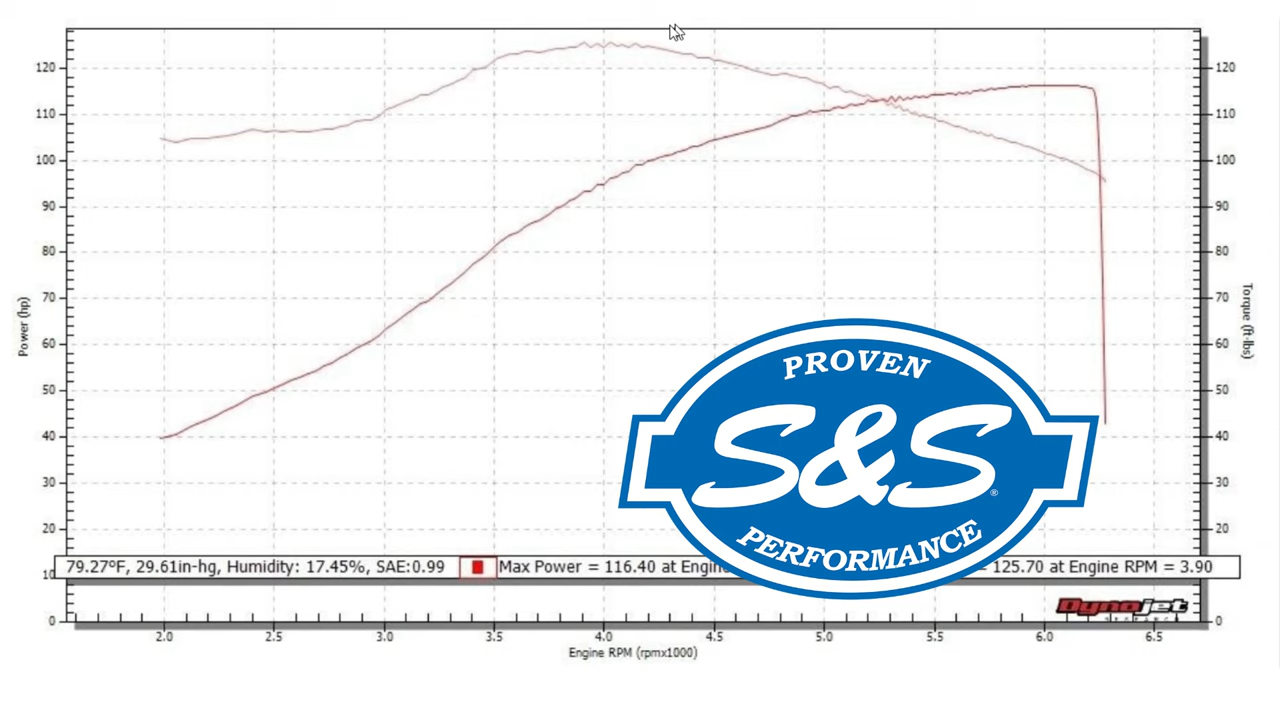 120
110
100
90
80
70
60
50
40
30
20
10
0
Power (hp)
120
110
100
90
80
70
60
50
40
30
20
0
Torque (ft-lbs)
PROVEN
S&S®
PERFORMANCE
79.27°F, 29.61in-hg, Humidity: 17.45%, SAE:0.99 Max Power = 116.40 at Engin = 125.70 at Engine RPM = 3.90
Dynojet
RESEARCH
2.0 2.5 3.0 3.5 4.0 4.5 5.0 5.5 6.0 6.5
Engine RPM (rpmx1000)